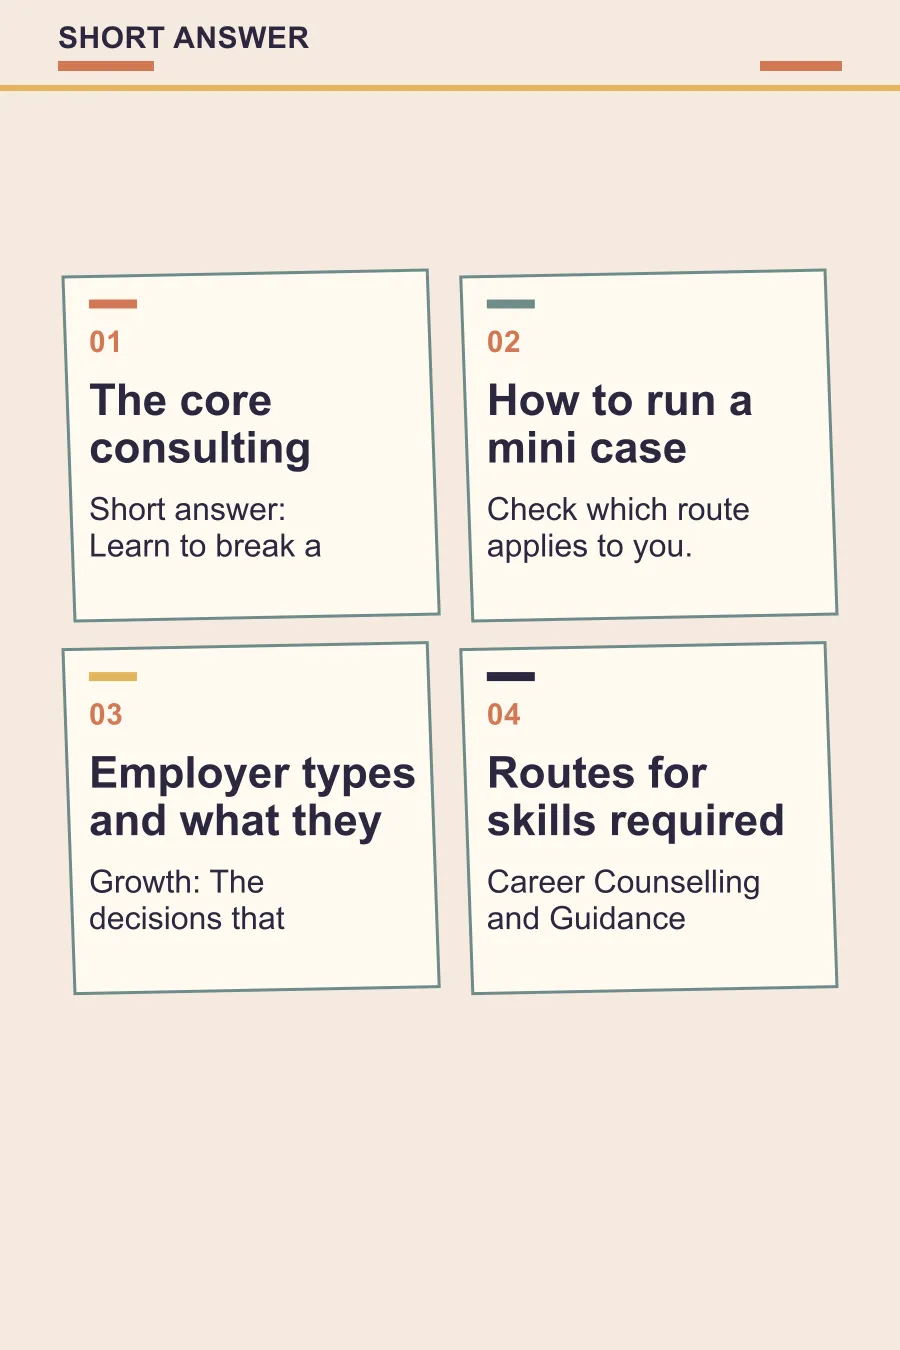 SHORT ANSWER
01
The core
consulting
Short answer:
Learn to break a
02
How to run a
mini case
Check which route
applies to you.
03
Employer types
and what they
Growth: The
decisions that
04
Routes for
skills required
Career Counselling
and Guidance